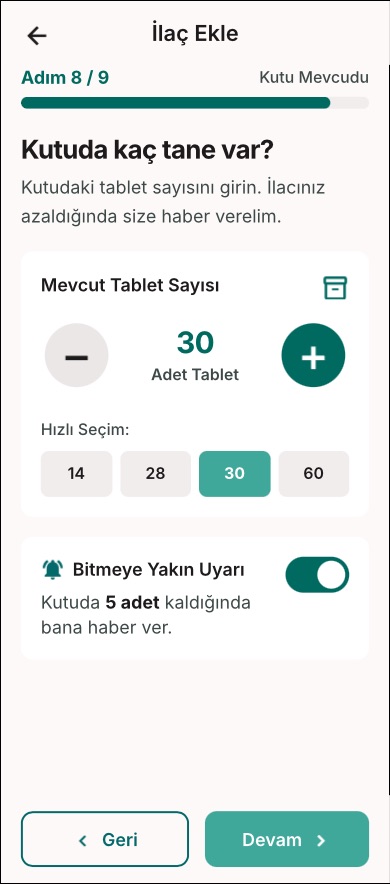 İlaç Ekle
Adım 8 / 9
Kutu Mevcudu
Kutuda kaç tane var?
Kutudaki tablet sayısını girin. İlacınız
azaldığında size haber verelim.
Mevcut Tablet Sayısı
30
Adet Tablet
Hızlı Seçim:
14
28
30
60
Bitmeye Yakın Uyarı
Kutuda 5 adet kaldığında
bana haber ver.
Geri
Devam